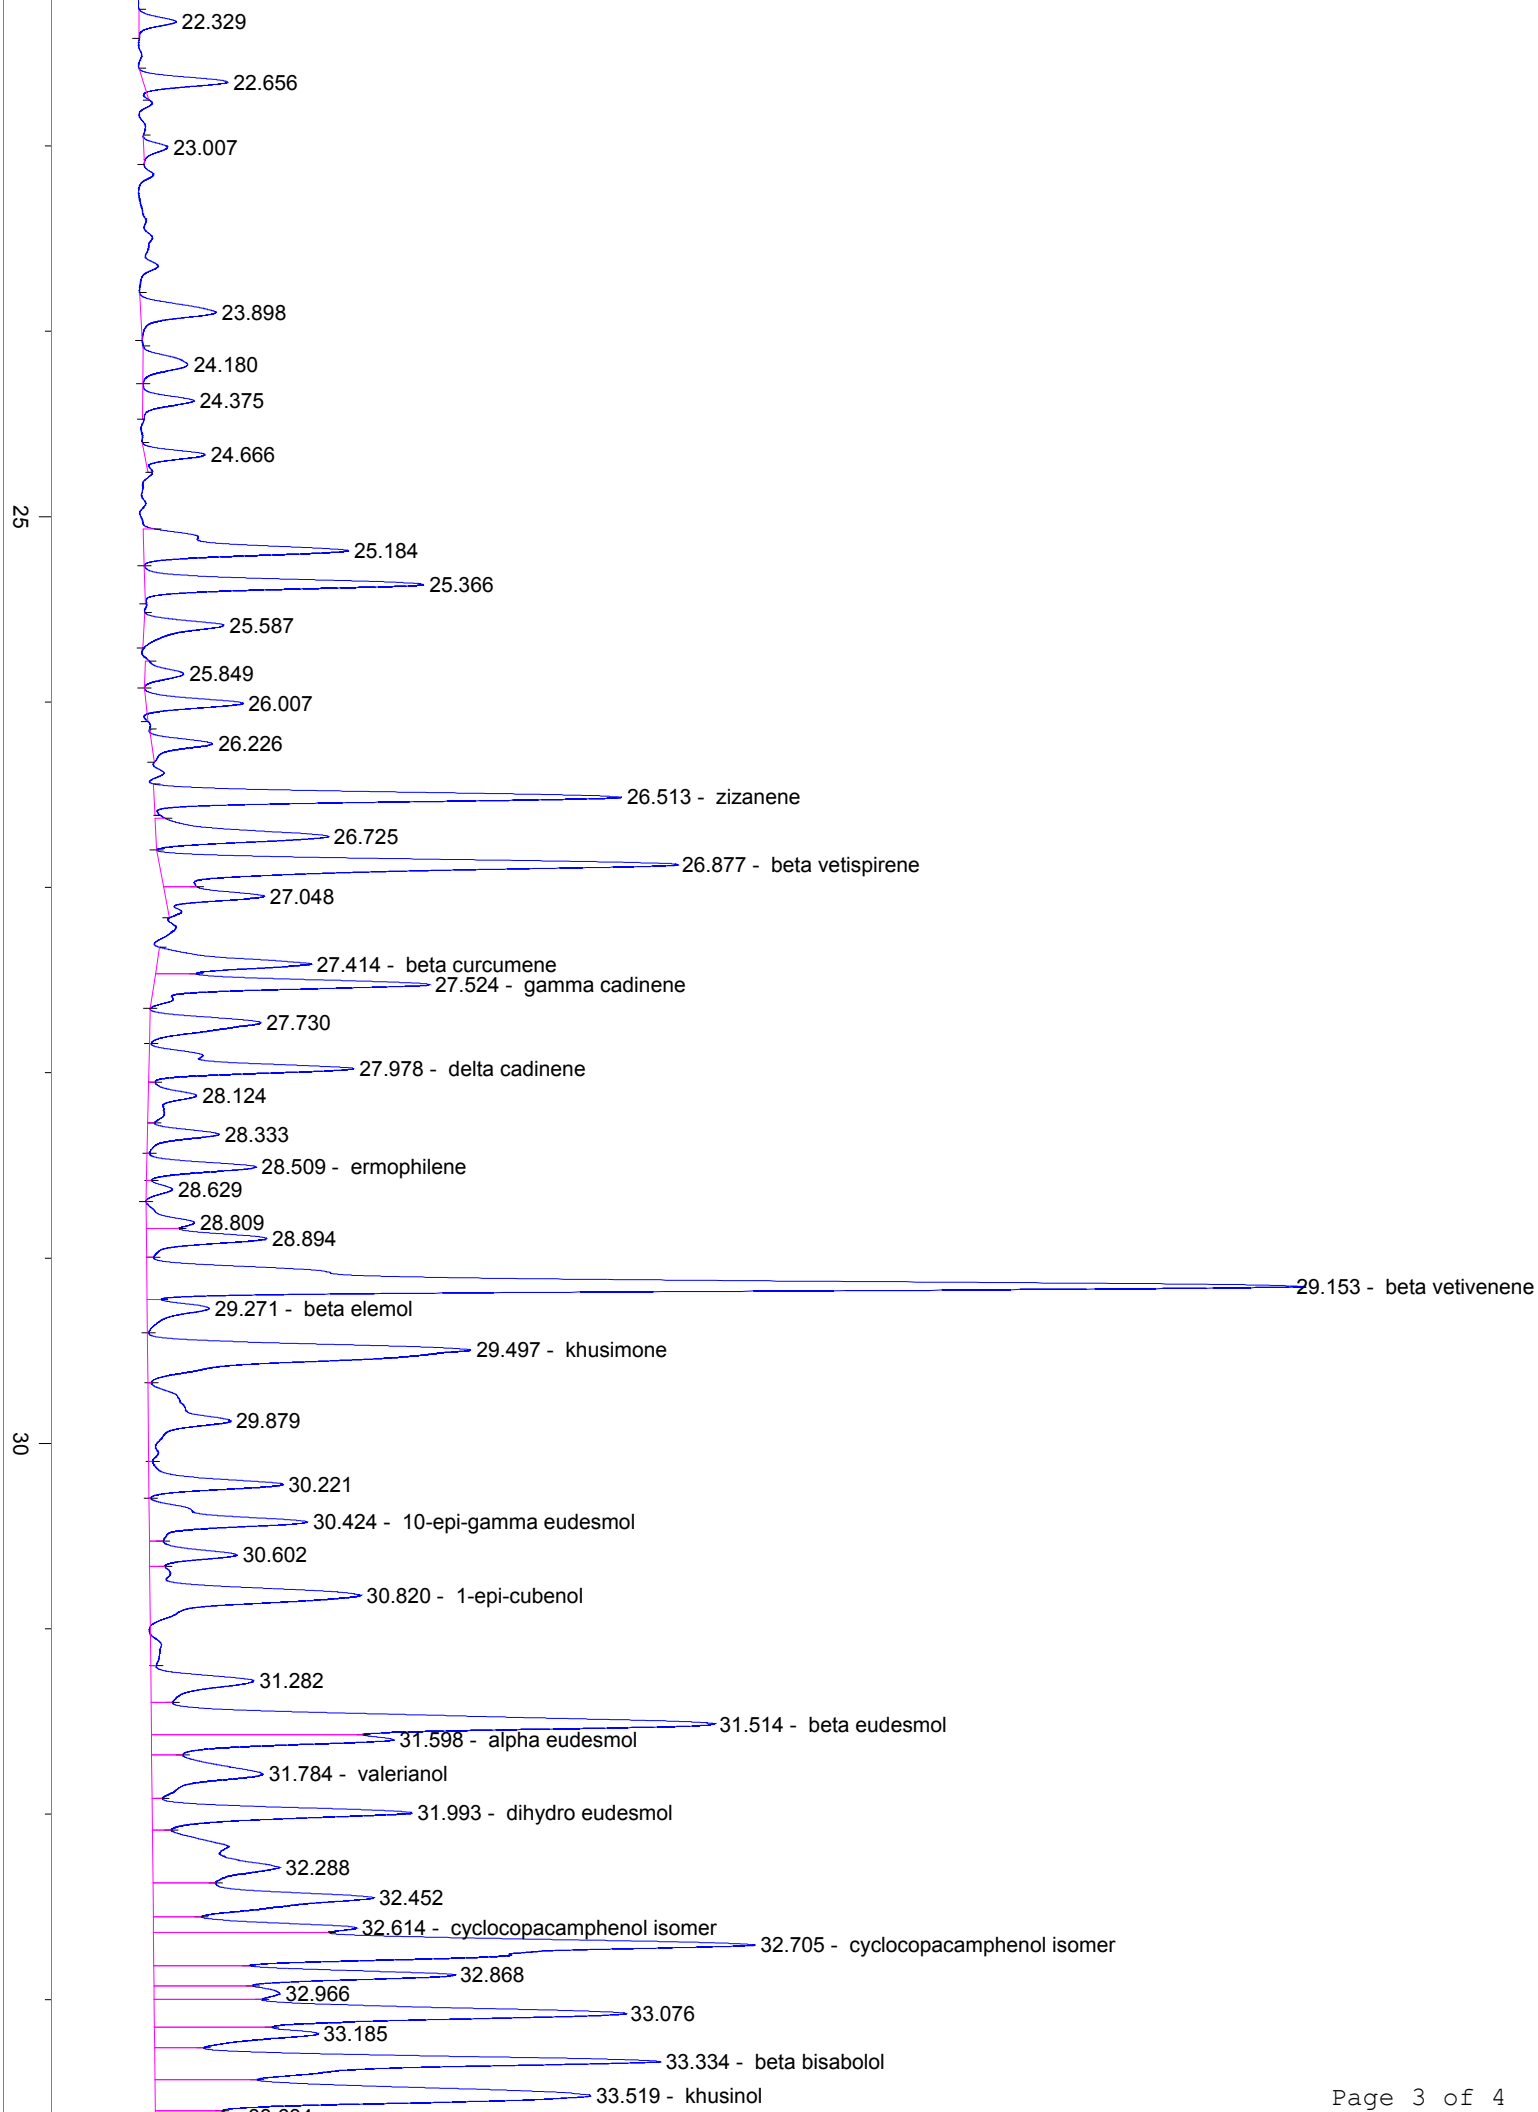 22.329
22.656
23.007
23.898
24.180
24.375
24.666
25
25.184
25.366
25.587
25.849
26.007
26.226
26.513 - zizanene
26.725
26.877 - beta vetispirene
27.048
27.414 - beta curcumene
27.524 - gamma cadinene
27.730
27.978 - delta cadinene
28.124
28.333
28.509 - ermophilene
28.629
28.809
28.894
29.153 - beta vetivenene
29.271 - beta elemol
29.497 - khusimone
29.879
30
30.221
30.424 - 10-epi-gamma eudesmol
30.602
30.820 - 1-epi-cubenol
31.282
31.514 - beta eudesmol
31.598 - alpha eudesmol
31.784 - valerianol
31.993 - dihydro eudesmol
32.288
32.452
32.614 - cyclocopacamphenol isomer
32.705 - cyclocopacamphenol isomer
32.868
32.966
33.076
33.185
33.334 - beta bisabolol
33.519 - khusinol
Page 3 of 4